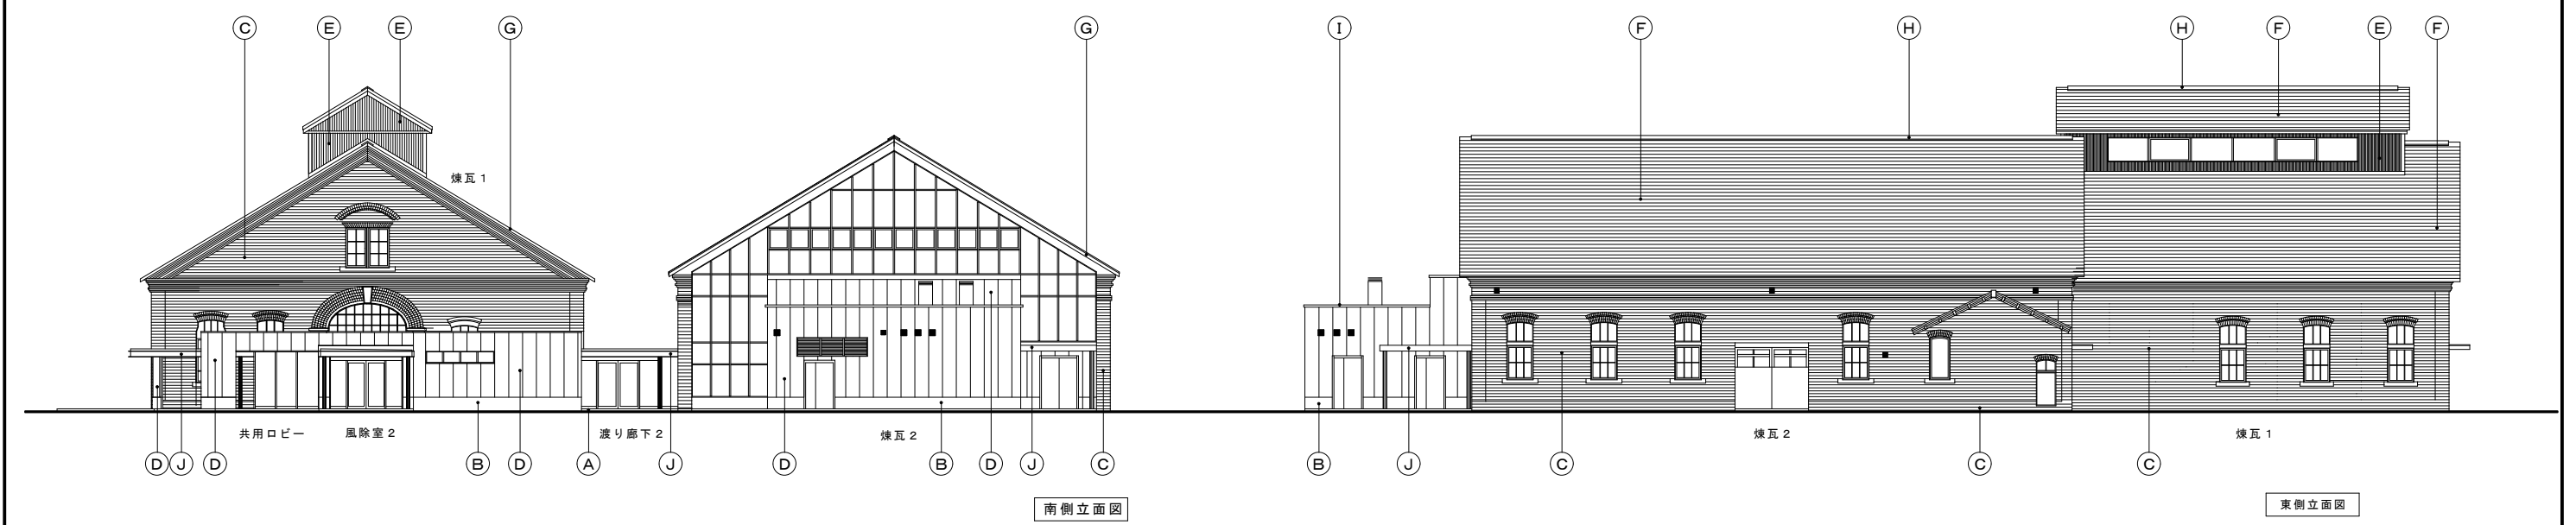 C E E G G I F H H F E F
煉瓦1
共用ロビー 風除室2 渡り廊下2 煉瓦2 煉瓦2 煉瓦1
D J D B D A J D B D J C B J C C C
南側立面図 東側立面図